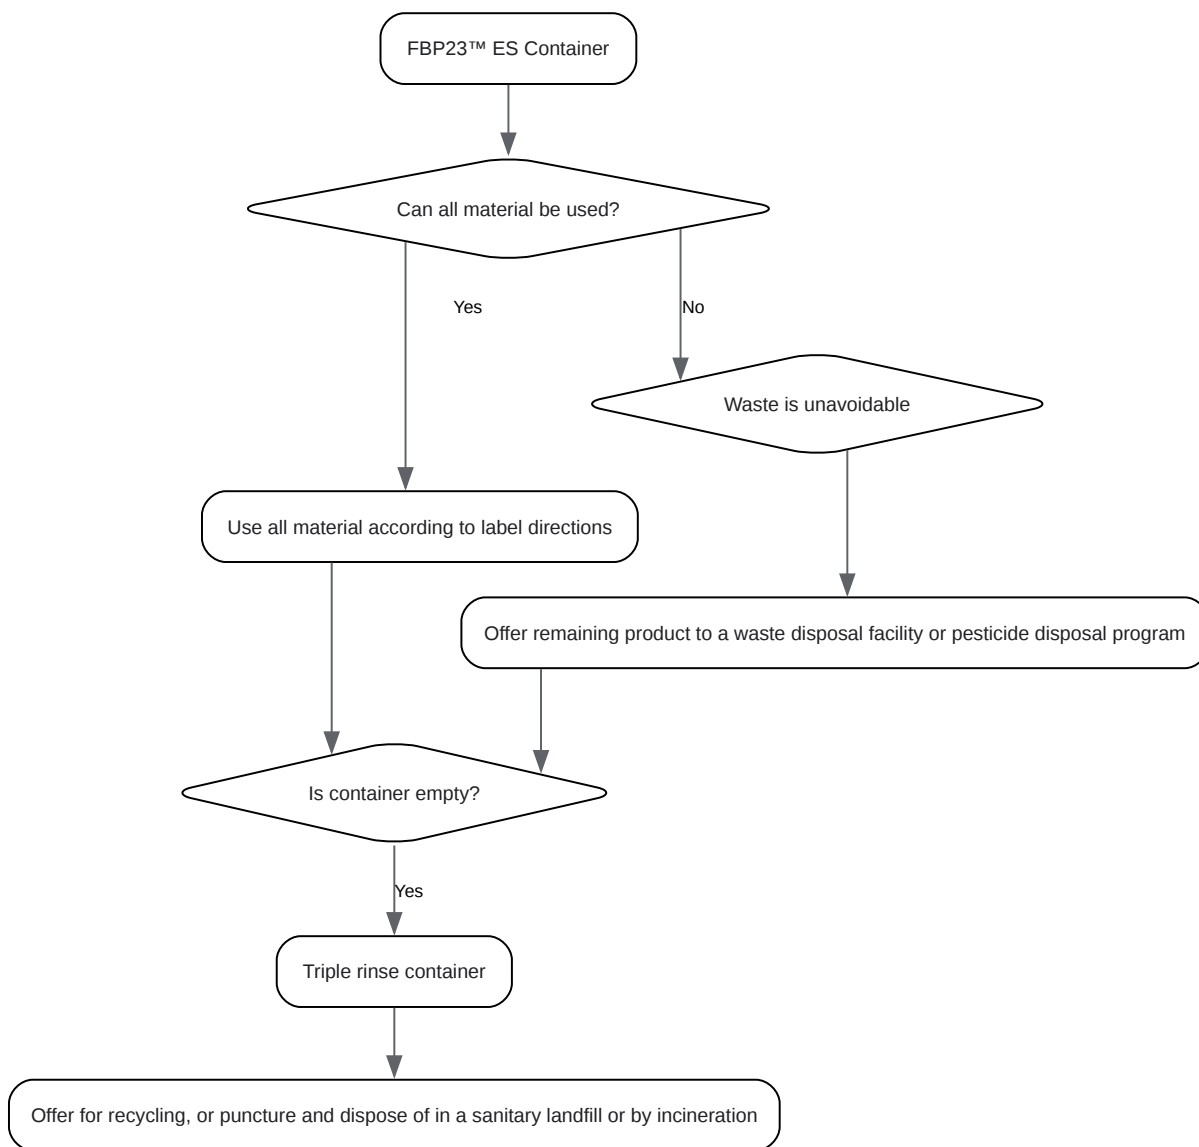 FBP23™ ES Container
Can all material be used?
Yes
No
Waste is unavoidable
Use all material according to label directions
Offer remaining product to a waste disposal facility or pesticide disposal program
Is container empty?
Yes
Triple rinse container
Offer for recycling, or puncture and dispose of in a sanitary landfill or by incineration